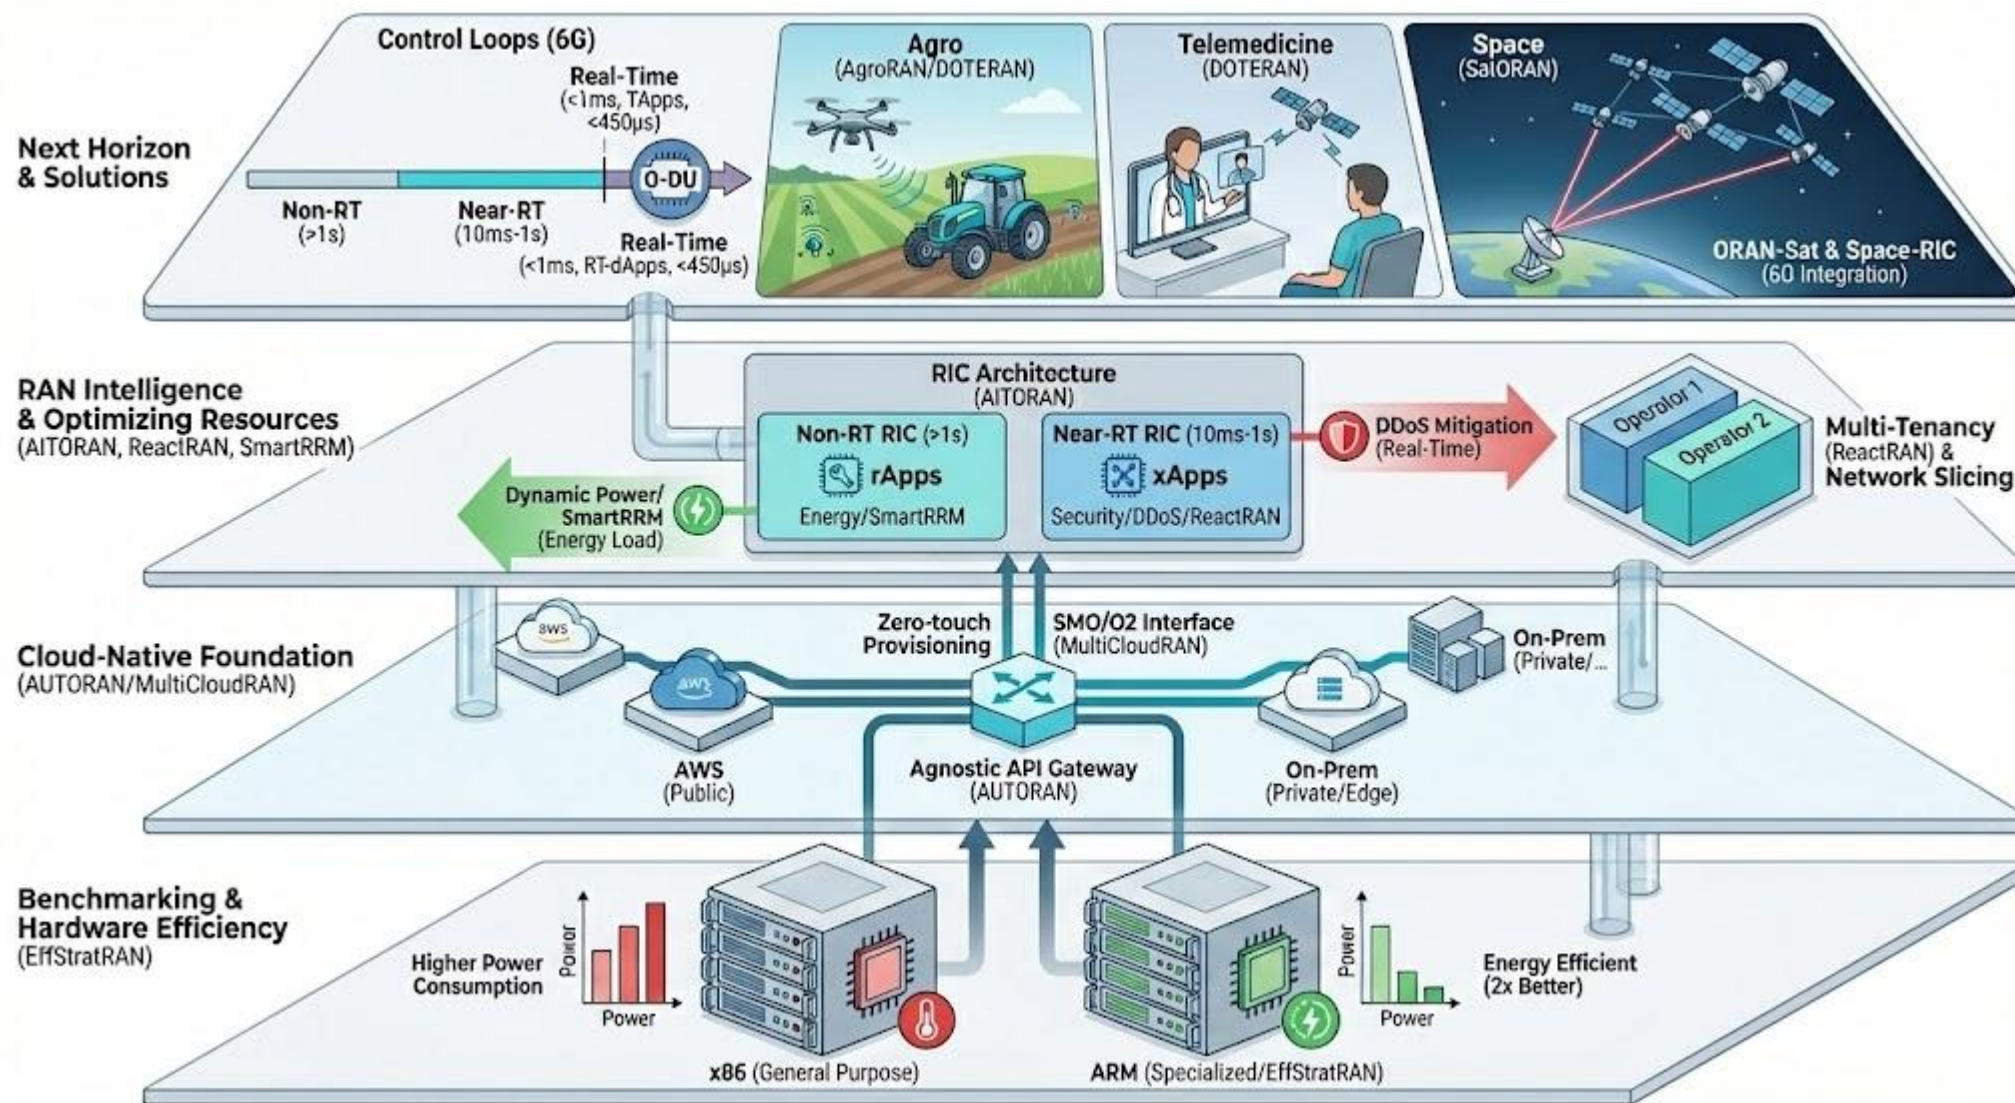 Next Horizon
& Solutions
Control Loops (6G)
Real-Time
(<1ms, TApps,
<450µs)
O-DU
Non-RT
(>1s)
Near-RT
(10ms-1s)
Real-Time
(<1ms, RT-dApps, <450µs)
Agro
(AgroRAN/DOTERAN)
Telemedicine
(DOTERAN)
Space
(SatORAN)
ORAN-Sat & Space-RIC
(6O Integration)
RAN Intelligence
& Optimizing Resources
(AITORAN, ReactRAN, SmartRRM)
RIC Architecture
(AITORAN)
Non-RT RIC (>1s)
rApps
Energy/SmartRRM
Near-RT RIC (10ms-1s)
xApps
Security/DDoS/ReactRAN
Dynamic Power/
SmartRRM
(Energy Load)
DDoS Mitigation
(Real-Time)
Operator 1
Operator 2
Multi-Tenancy
(ReactRAN) &
Network Slicing
Cloud-Native Foundation
(AUTORAN/MultiCloudRAN)
aws
aws
AWS
(Public)
Zero-touch
Provisioning
SMO/O2 Interface
(MultiCloudRAN)
Agnostic API Gateway
(AUTORAN)
On-Prem
(Private/...
On-Prem
(Private/Edge)
Benchmarking &
Hardware Efficiency
(EffStratRAN)
Higher Power
Consumption
Power
Power
x86 (General Purpose)
ARM (Specialized/EffStratRAN)
Power
Power
Energy Efficient
(2x Better)